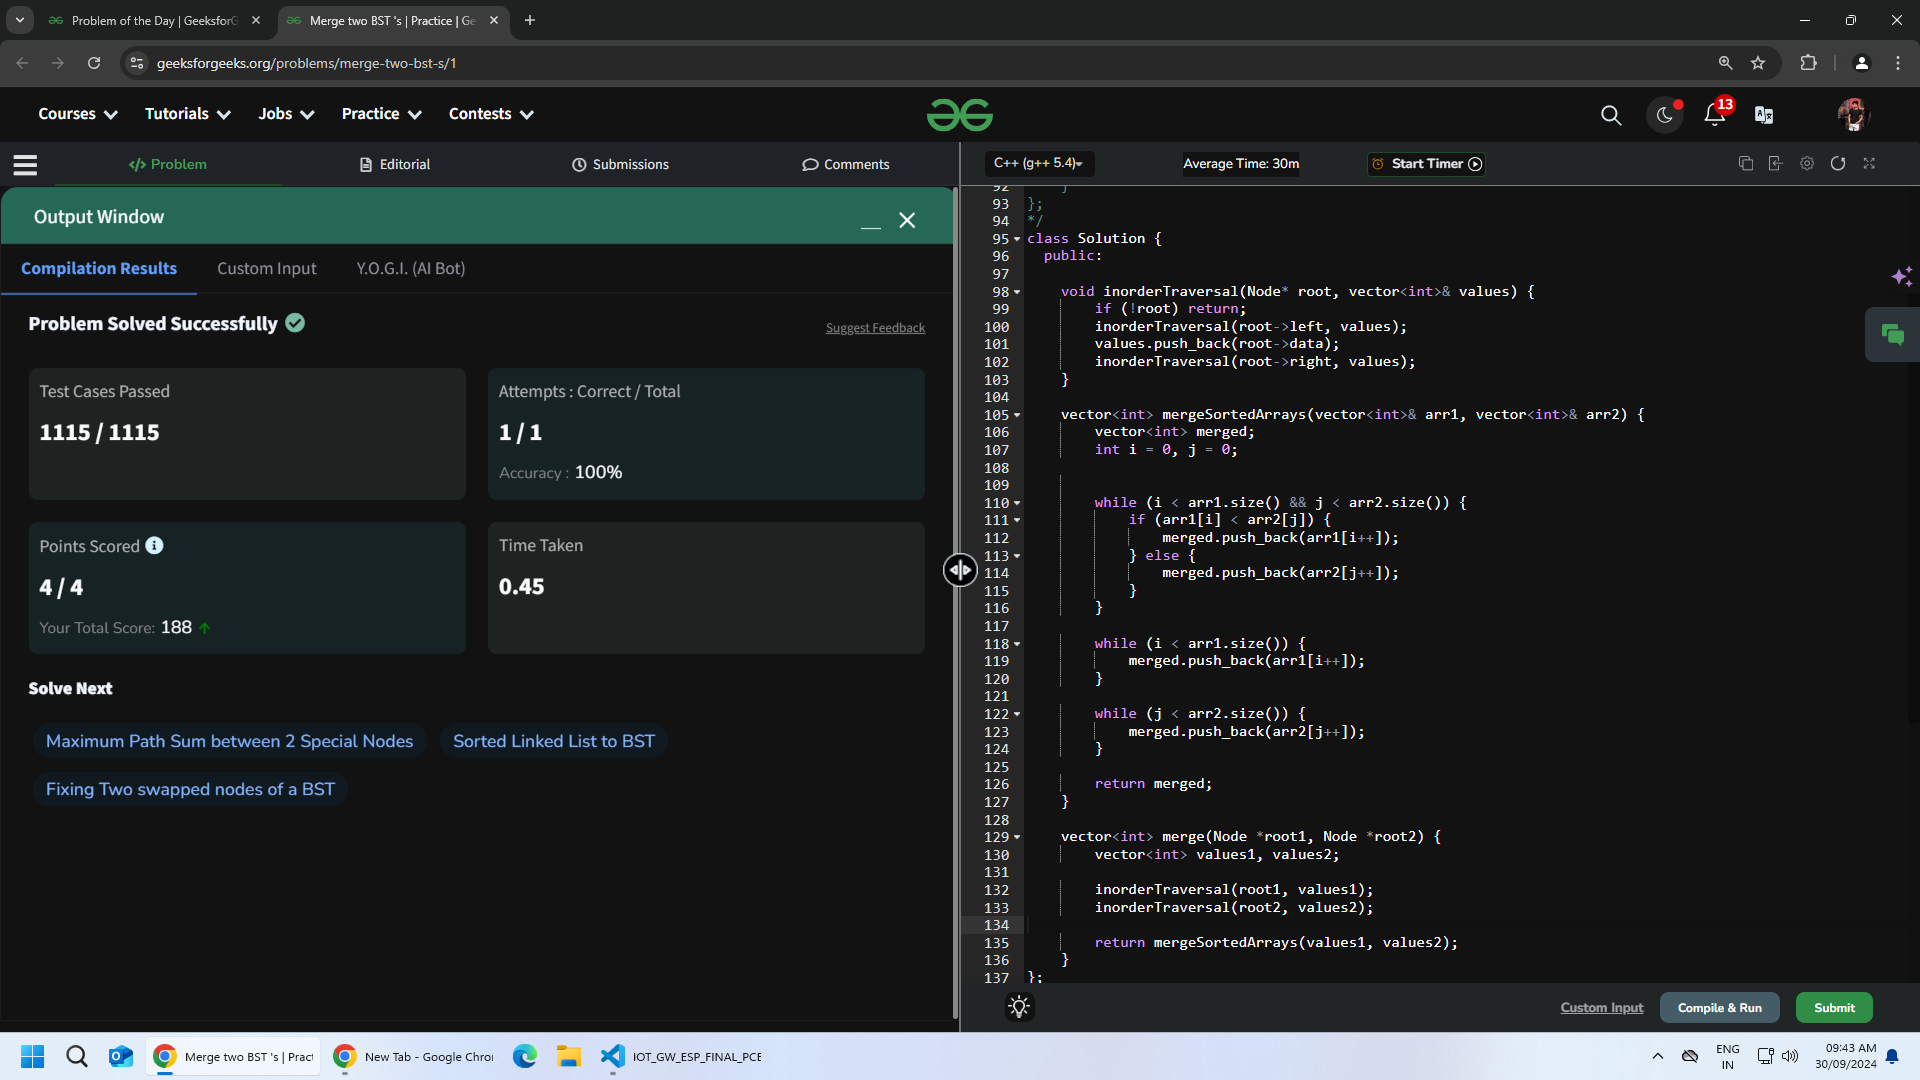 Problem of the Day | GeeksforG
Merge two BST 's | Practice | Ge
geeksforgeeks.org/problems/merge-two-bst-s/1
Courses
Tutorials
Jobs
Practice
Contests
13
Problem
Editorial
Submissions
Comments
C++ (g++ 5.4)
Average Time: 30m
Start Timer
Output Window
Compilation Results
Custom Input
Y.O.G.I. (AI Bot)
Problem Solved Successfully
Suggest Feedback
Test Cases Passed
1115 / 1115
Attempts : Correct / Total
1 / 1
Accuracy : 100%
Points Scored
4 / 4
Your Total Score: 188
Time Taken
0.45
Solve Next
Maximum Path Sum between 2 Special Nodes
Sorted Linked List to BST
Fixing Two swapped nodes of a BST
92 }
93 };
94 */
95 class Solution {
96 public:
97
98 void inorderTraversal(Node* root, vector<int>& values) {
99 if (!root) return;
100 inorderTraversal(root->left, values);
101 values.push_back(root->data);
102 inorderTraversal(root->right, values);
103 }
104
105 vector<int> mergeSortedArrays(vector<int>& arr1, vector<int>& arr2) {
106 vector<int> merged;
107 int i = 0, j = 0;
108
109
110 while (i < arr1.size() && j < arr2.size()) {
111 if (arr1[i] < arr2[j]) {
112 merged.push_back(arr1[i++]);
113 } else {
114 merged.push_back(arr2[j++]);
115 }
116 }
117
118 while (i < arr1.size()) {
119 merged.push_back(arr1[i++]);
120 }
121
122 while (j < arr2.size()) {
123 merged.push_back(arr2[j++]);
124 }
125
126 return merged;
127 }
128
129 vector<int> merge(Node *root1, Node *root2) {
130 vector<int> values1, values2;
131
132 inorderTraversal(root1, values1);
133 inorderTraversal(root2, values2);
134
135 return mergeSortedArrays(values1, values2);
136 }
137 };
Custom Input
Compile & Run
Submit
Merge two BST 's | Pract
New Tab - Google Chro
IOT_GW_ESP_FINAL_PCB
ENG
IN
09:43 AM
30/09/2024